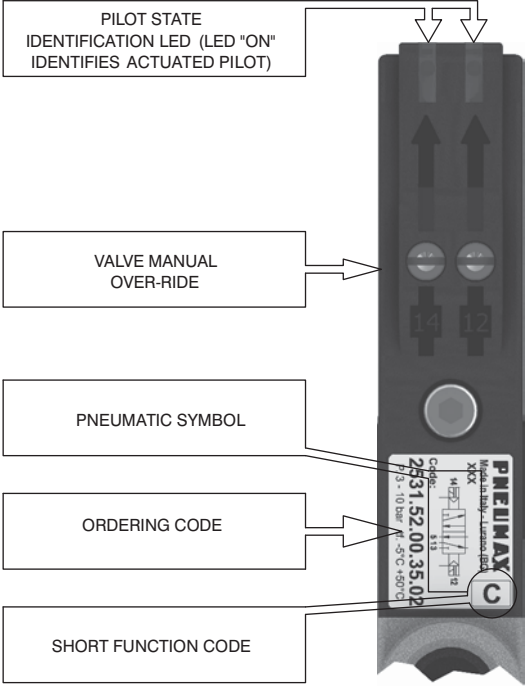 PILOT STATE
IDENTIFICATION LED (LED "ON"
IDENTIFIES ACTUATED PILOT)
VALVE MANUAL
OVER-RIDE
14 12
PNEUMATIC SYMBOL
ORDERING CODE
SHORT FUNCTION CODE
PNEUMAX
Made in Italy - Lurano (BG)
XXX
14 12
513
Code:
2531.52.00.35.02
3 - 10 bar -5°C +50°C
C